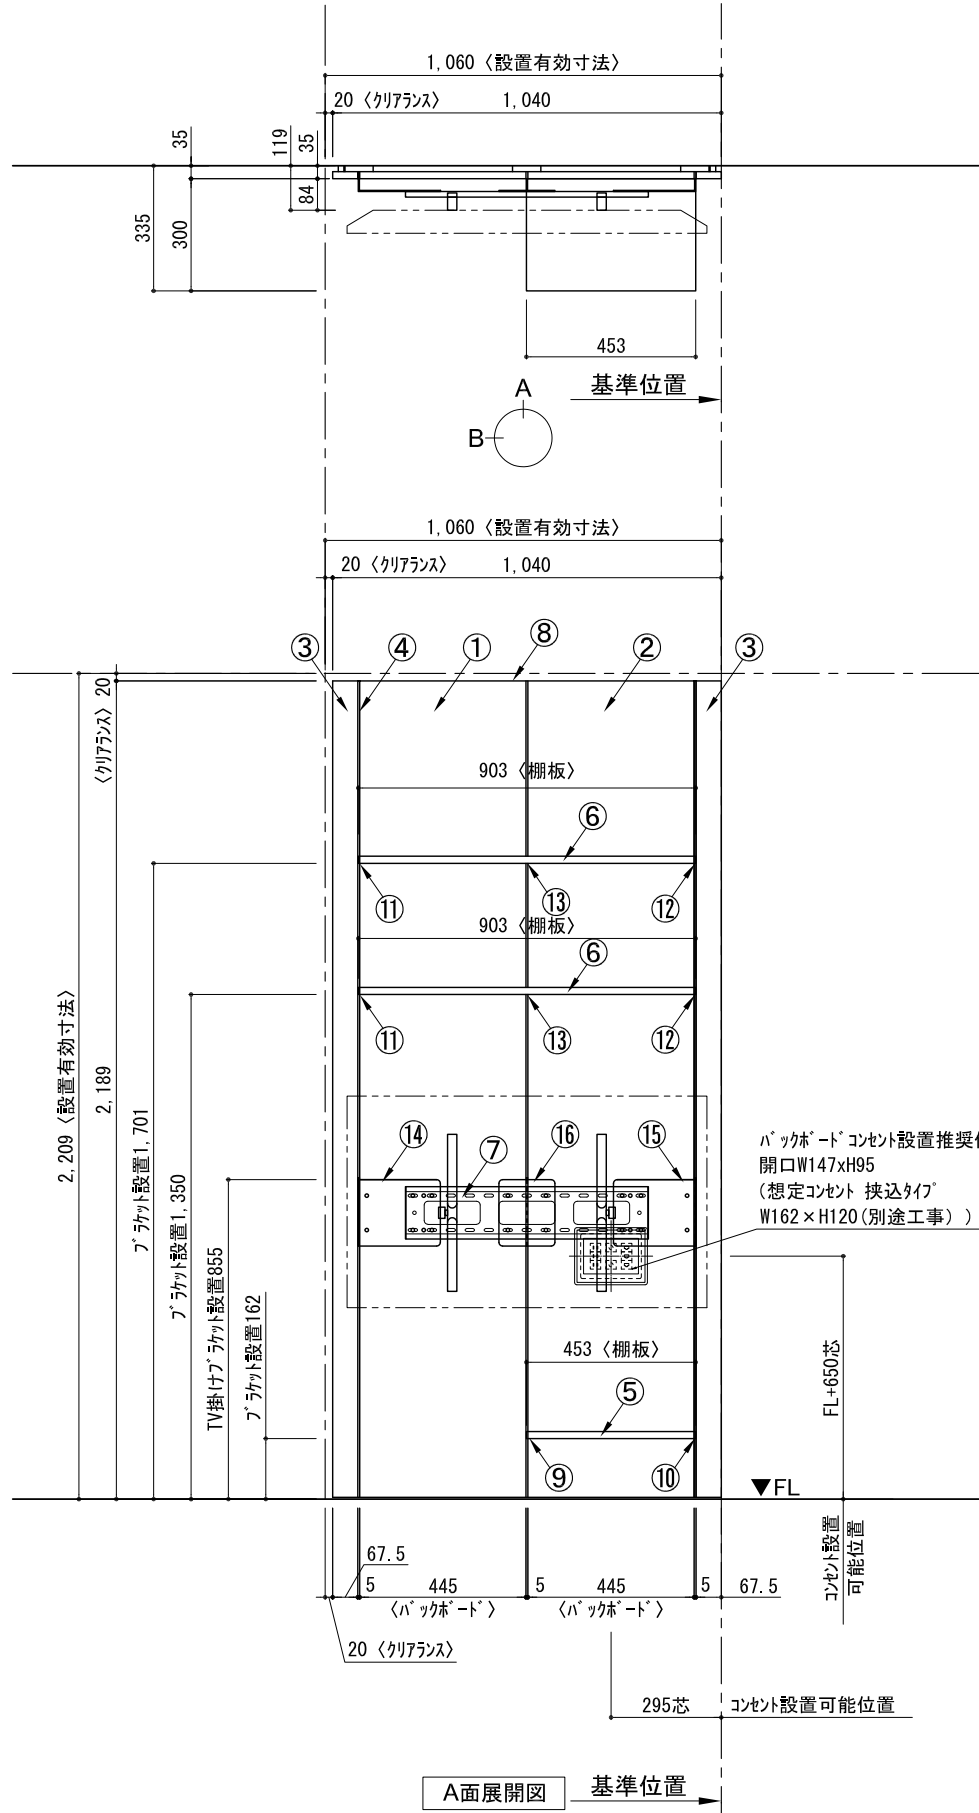 1,060〈設置有効寸法〉
20〈クリアランス〉 1,040
35
119
35
84
335
300
453
基準位置
A
B
1,060〈設置有効寸法〉
20〈クリアランス〉 1,040
③ ④ ① ⑧ ② ③
〈クリアランス〉20
903〈棚板〉
⑥
⑪ ⑬ ⑫
903〈棚板〉
⑥
⑪ ⑬ ⑫
2,209〈設置有効寸法〉
2,189
ブラケット設置1,701
ブラケット設置1,350
TV掛けブラケット設置855
ブラケット設置162
⑭ ⑦ ⑯ ⑮
バックボードコンセント設置推奨
開口W147xH95
(想定コンセント 挟込タイプ
W162×H120(別途工事))
453〈棚板〉
⑤
⑨ ⑩
FL+650芯
▼FL
コンセント設置
可能位置
67.5
5 445 5 445 5 67.5
〈バックボード〉 〈バックボード〉
20〈クリアランス〉
295芯 コンセント設置可能位置
A面展開図 基準位置